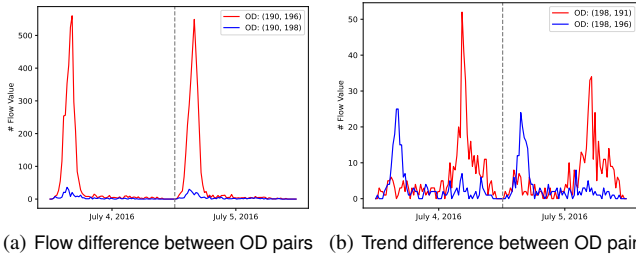 OD: (190, 196)
OD: (190, 198)
# Flow Value
500
400
300
200
100
0
July 4, 2016
July 5, 2016
OD: (198, 191)
OD: (198, 196)
# Flow Value
50
40
30
20
10
0
July 4, 2016
July 5, 2016
(a) Flow difference between OD pairs
(b) Trend difference between OD pair